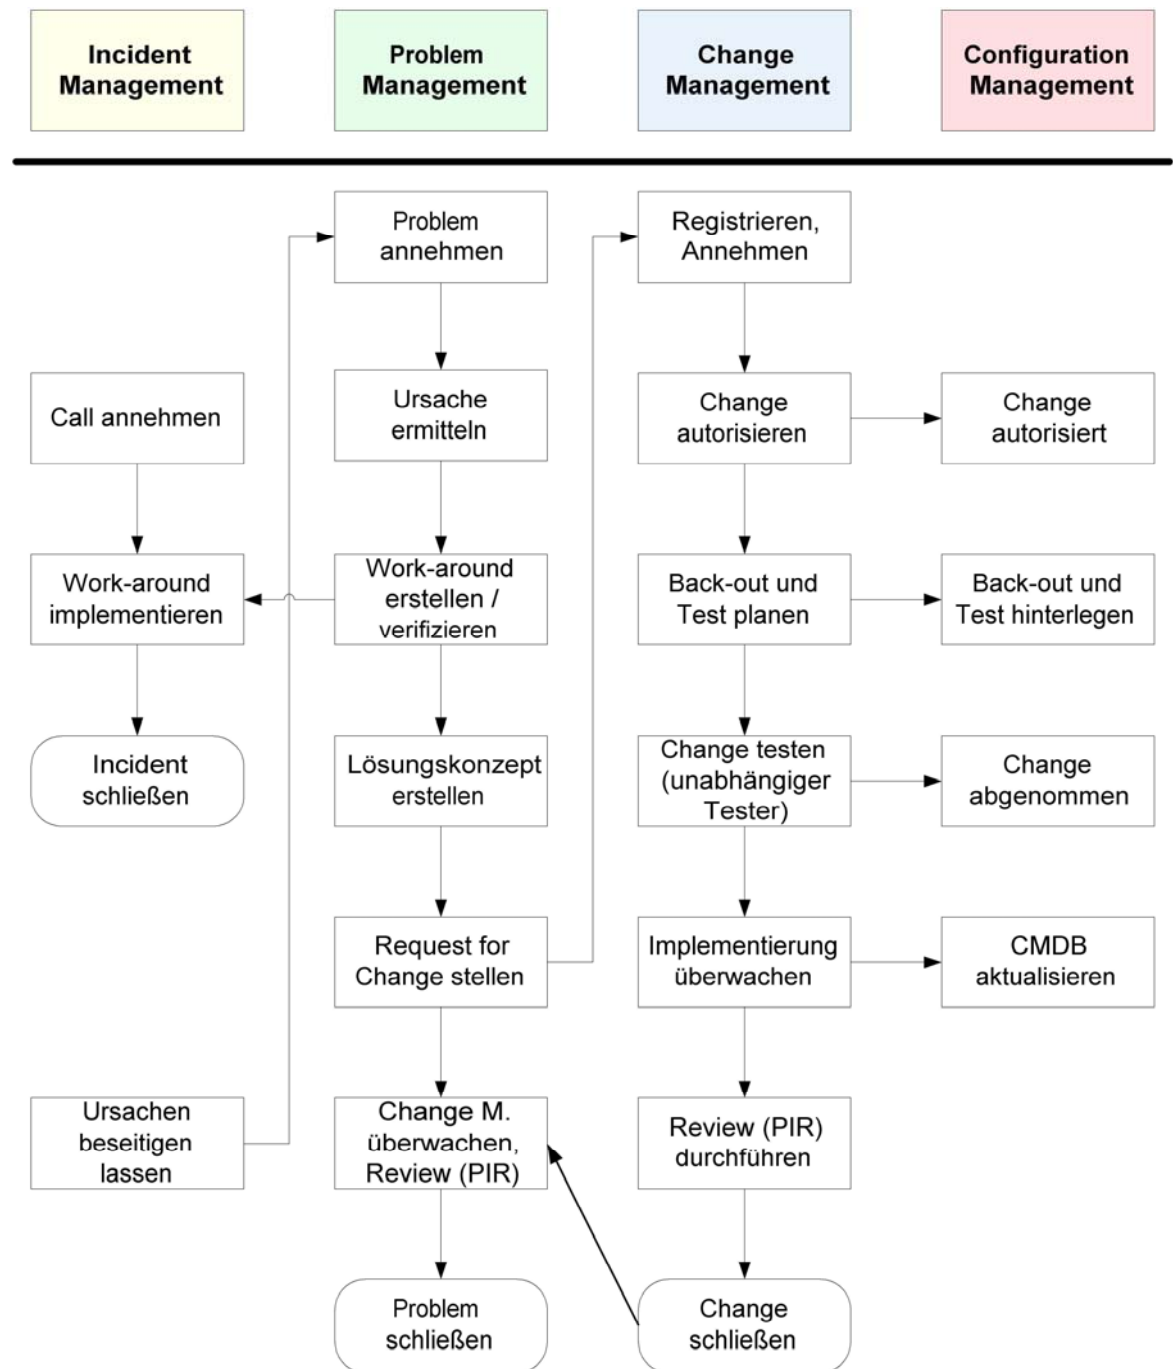 Incident
Management
Problem
Management
Change
Management
Configuration
Management
Problem
annehmen
Registrieren,
Annehmen
Call annehmen
Ursache
ermitteln
Change
autorisieren
Change
autorisiert
Work-around
implementieren
Work-around
erstellen /
verifizieren
Back-out und
Test planen
Back-out und
Test hinterlegen
Incident
schließen
Lösungskonzept
erstellen
Change testen
(unabhängiger
Tester)
Change
abgenommen
Request for
Change stellen
Implementierung
überwachen
CMDB
aktualisieren
Ursachen
beseitigen
lassen
Change M.
überwachen,
Review (PIR)
Review (PIR)
durchführen
Problem
schließen
Change
schließen